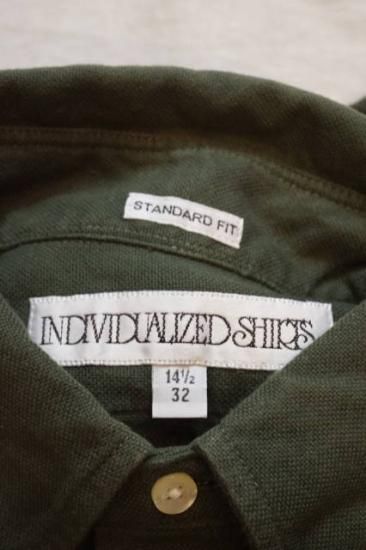 STANDARD FIT
INDIVIDUALIZED SHIRTS
14½
32